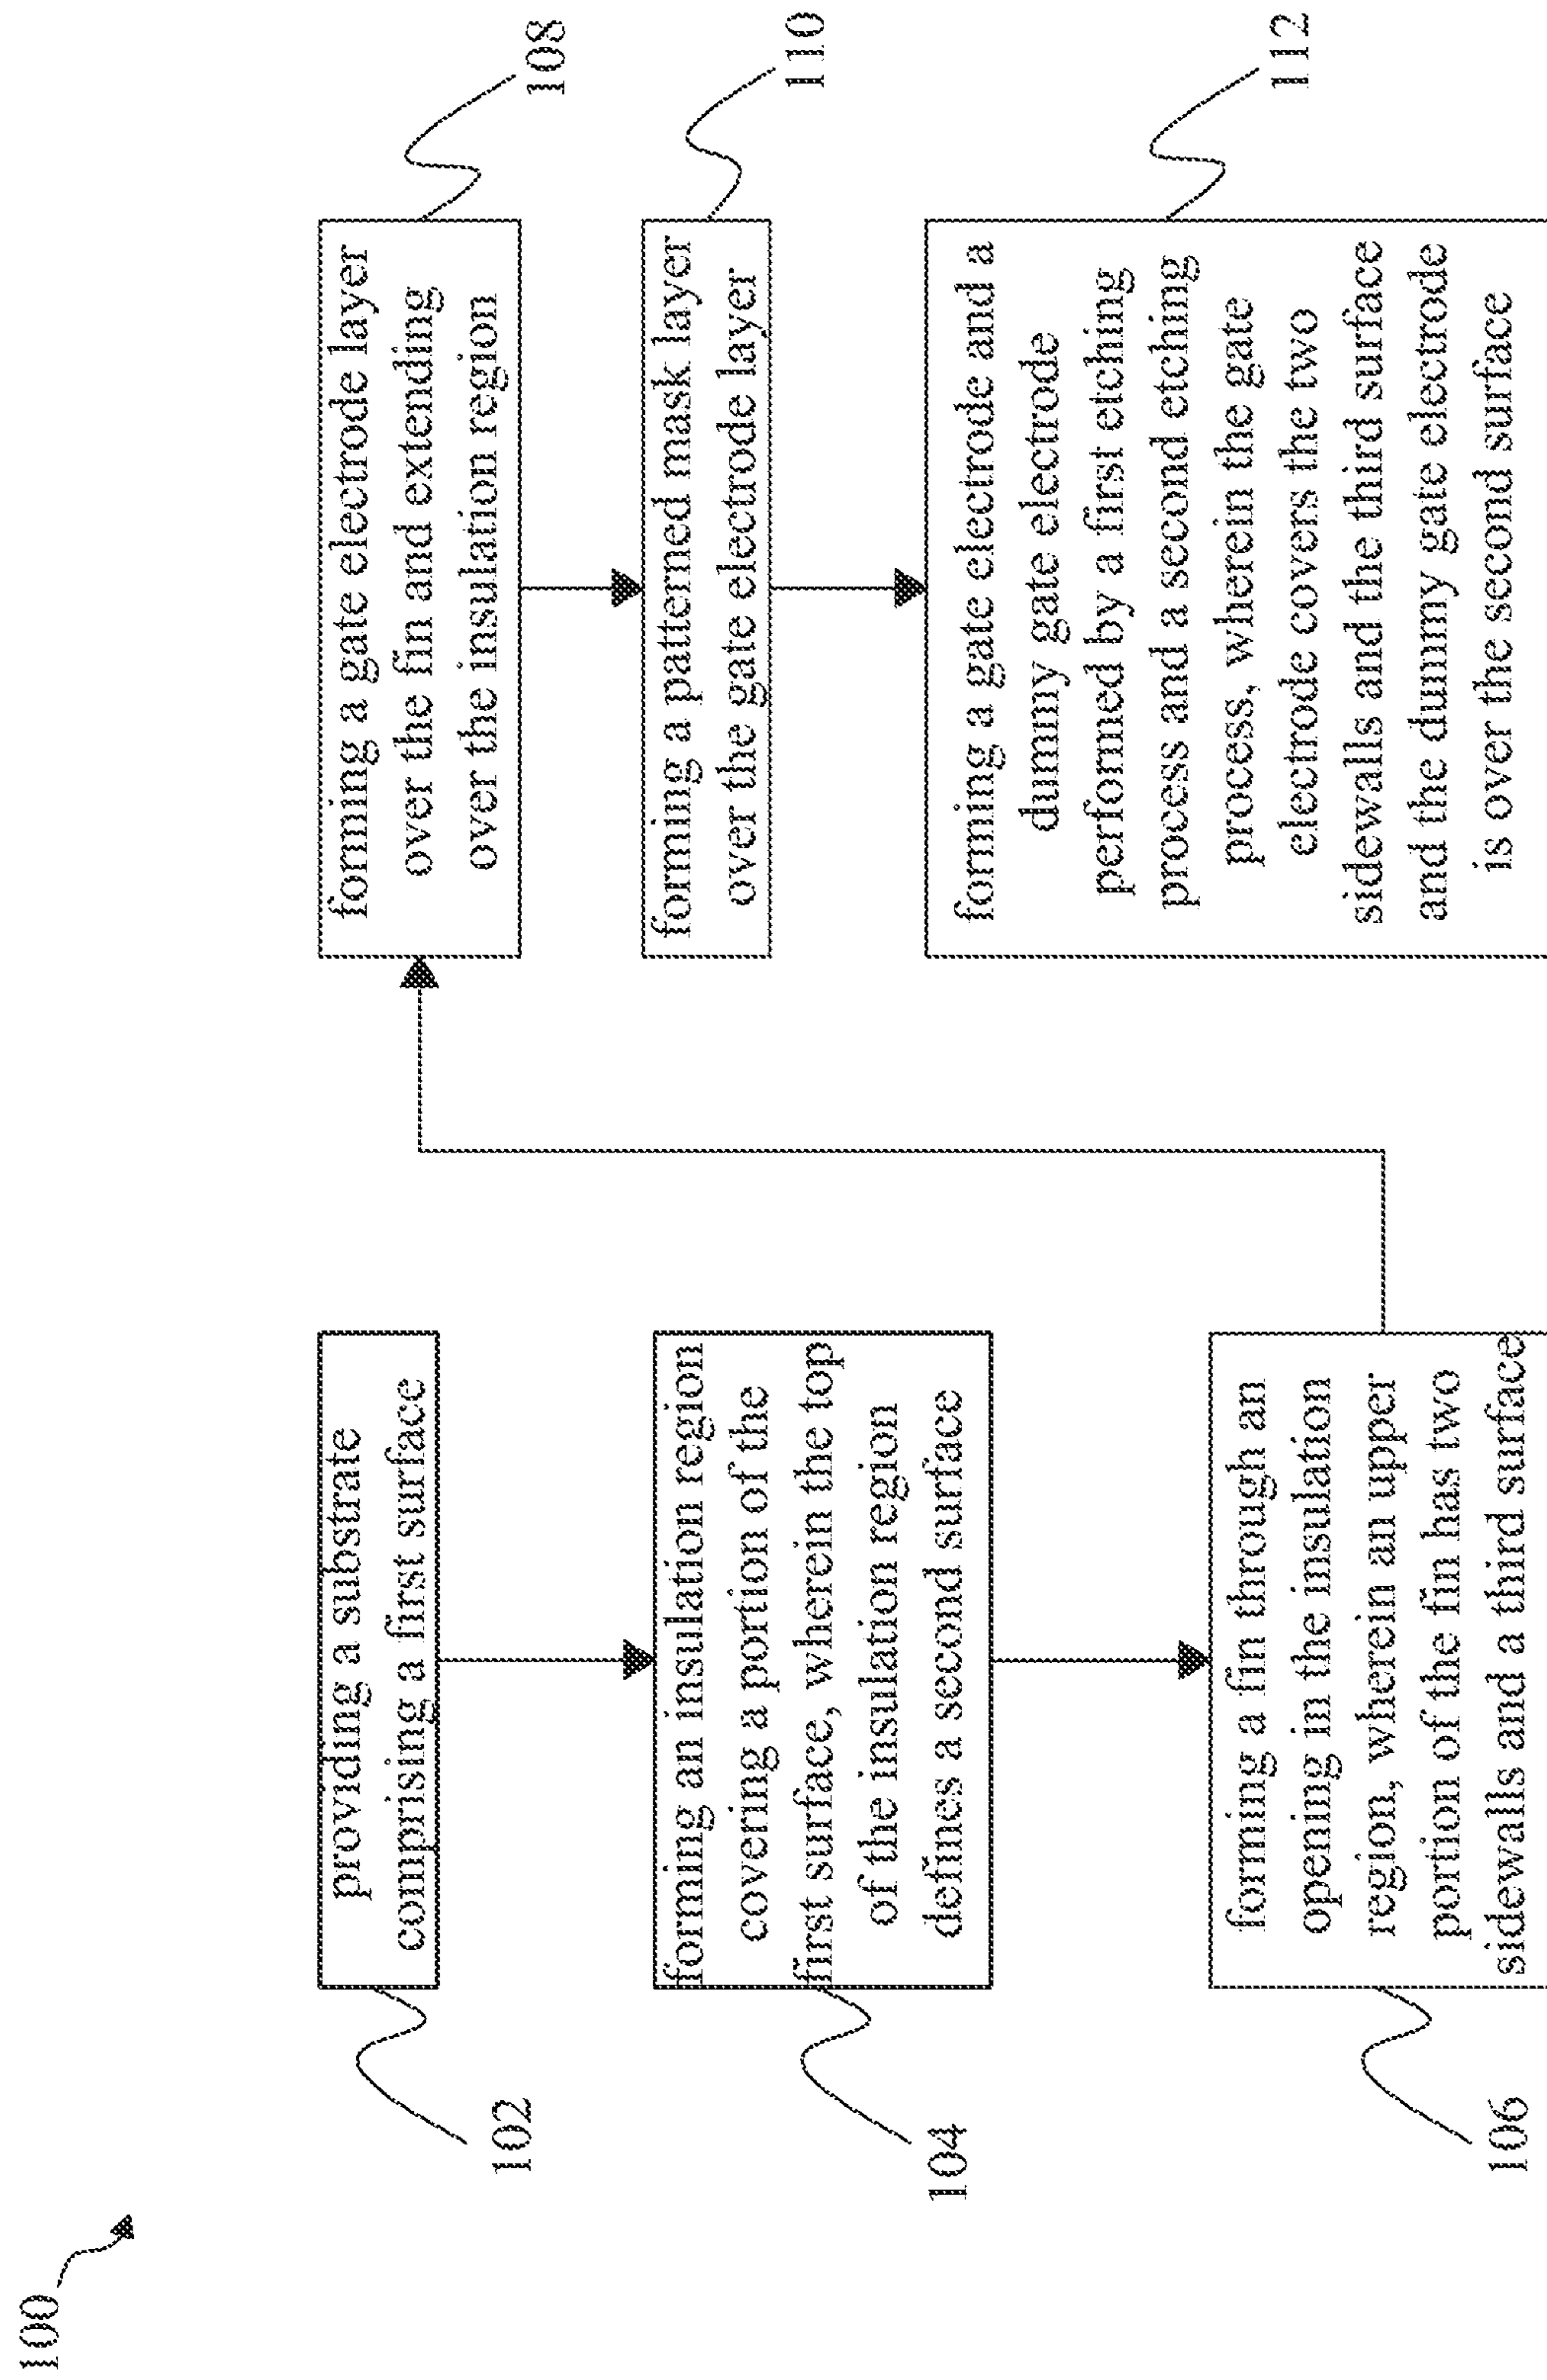 100
102
providing a substrate
comprising a first surface
104
forming an insulation region
covering a portion of the
first surface, wherein the top
of the insulation region
defines a second surface
106
forming a fin through an
opening in the insulation
region, wherein an upper
portion of the fin has two
sidewalls and a third surface
forming a gate electrode layer
over the fin and extending
over the insulation region
108
forming a patterned mask layer
over the gate electrode layer
110
forming a gate electrode and a
dummy gate electrode
performed by a first etching
process and a second etching
process, wherein the gate
electrode covers the two
sidewalls and the third surface
and the dummy gate electrode
is over the second surface
112